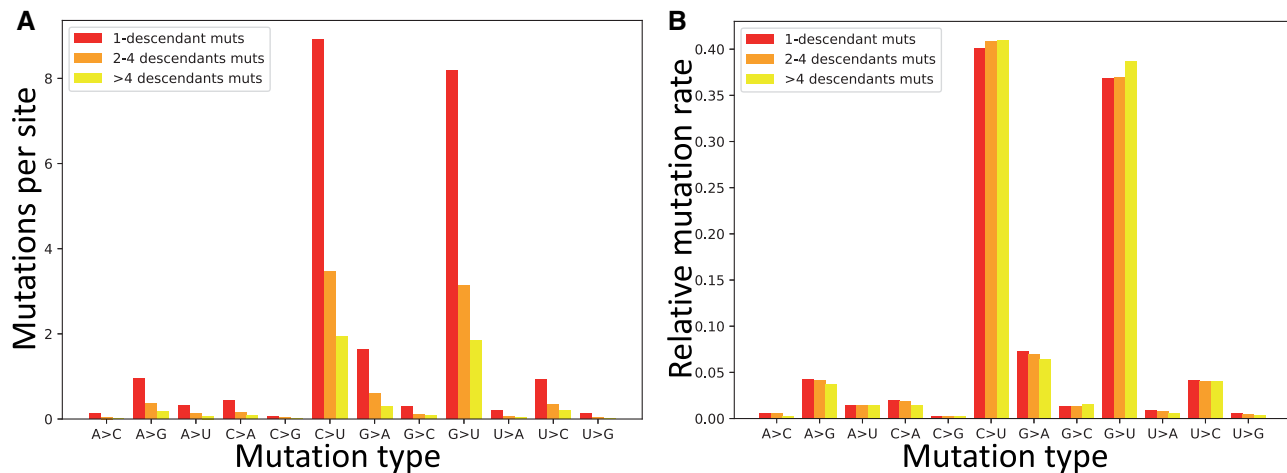 A
1-descendant muts
2-4 descendants muts
>4 descendants muts
Mutations per site
8
6
4
2
0
A>C A>G A>U C>A C>G C>U G>A G>C G>U U>A U>C U>G
Mutation type
B
1-descendant muts
2-4 descendants muts
>4 descendants muts
Relative mutation rate
0.40
0.35
0.30
0.25
0.20
0.15
0.10
0.05
0.00
A>C A>G A>U C>A C>G C>U G>A G>C G>U U>A U>C U>G
Mutation type